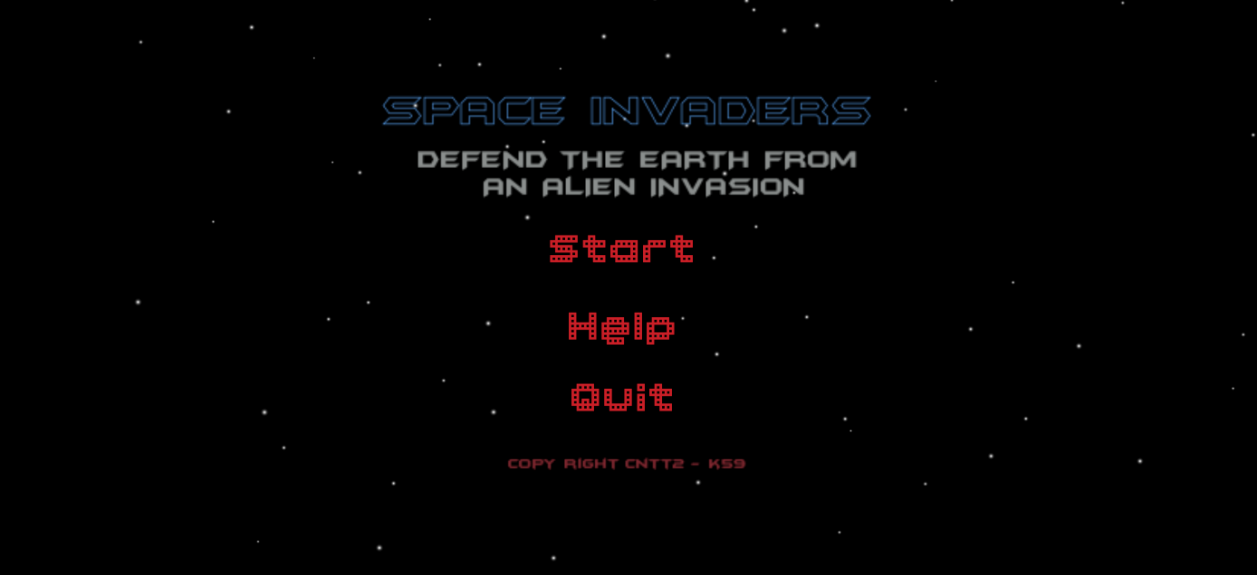 SPACE INVADERS
DEFEND THE EARTH FROM
AN ALIEN INVASION
Start
Help
Quit
COPY RIGHT CNTT2 - K59